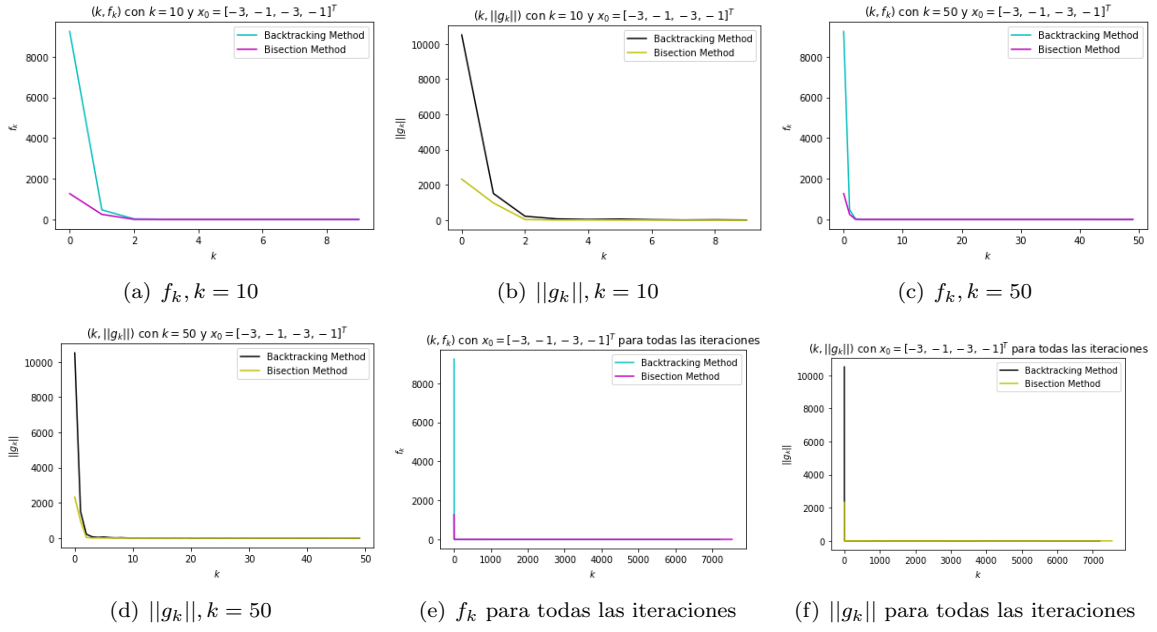 (k, f_k) con k = 10 y x_0 = [−3, −1, −3, −1]^T
Backtracking Method
Bisection Method
8000
6000
4000
2000
0
f_k
0 2 4 6 8
k
(a) f_k, k = 10
(k, ||g_k||) con k = 10 y x_0 = [−3, −1, −3, −1]^T
Backtracking Method
Bisection Method
10000
8000
6000
4000
2000
0
||g_k||
0 2 4 6 8
k
(b) ||g_k||, k = 10
(k, f_k) con k = 50 y x_0 = [−3, −1, −3, −1]^T
Backtracking Method
Bisection Method
8000
6000
4000
2000
0
f_k
0 10 20 30 40 50
k
(c) f_k, k = 50
(k, ||g_k||) con k = 50 y x_0 = [−3, −1, −3, −1]^T
Backtracking Method
Bisection Method
10000
8000
6000
4000
2000
0
||g_k||
0 10 20 30 40 50
k
(d) ||g_k||, k = 50
(k, f_k) con x_0 = [−3, −1, −3, −1]^T para todas las iteraciones
Backtracking Method
Bisection Method
8000
6000
4000
2000
0
f_k
0 1000 2000 3000 4000 5000 6000 7000
k
(e) f_k para todas las iteraciones
(k, ||g_k||) con x_0 = [−3, −1, −3, −1]^T para todas las iteraciones
Backtracking Method
Bisection Method
10000
8000
6000
4000
2000
0
||g_k||
0 1000 2000 3000 4000 5000 6000 7000
k
(f) ||g_k|| para todas las iteraciones